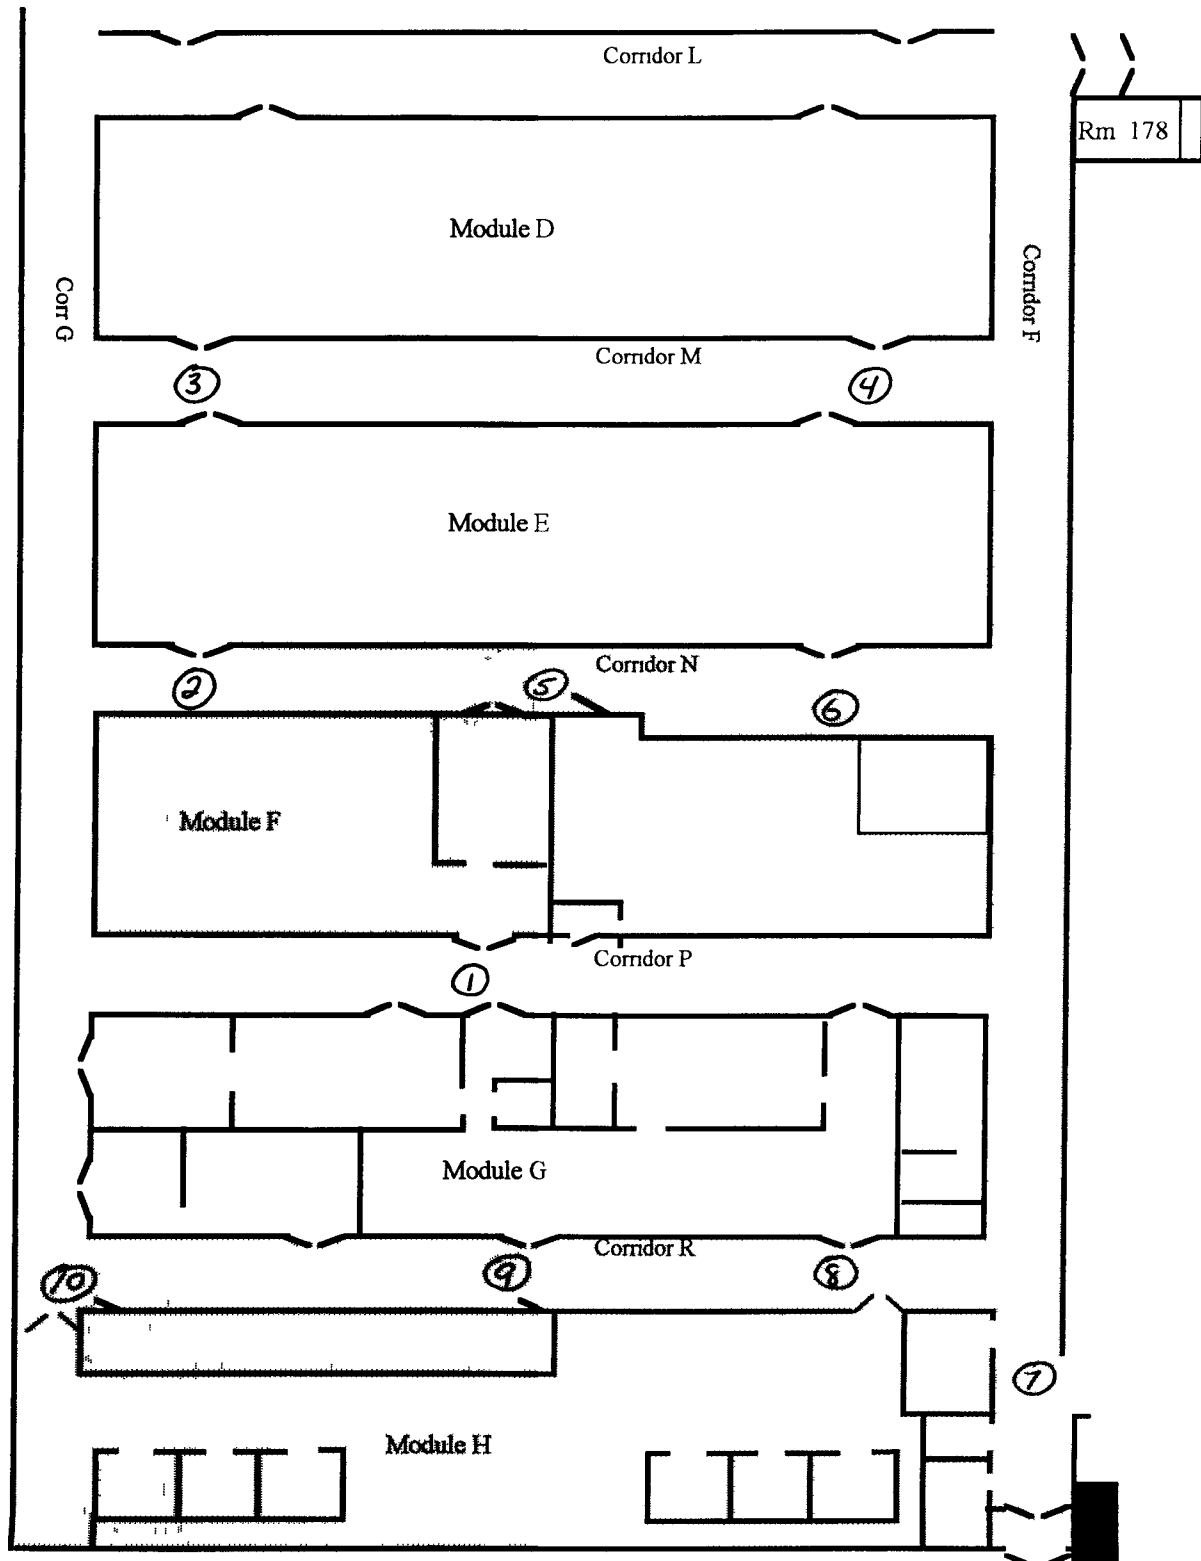 Corridor L
Rm 178
Module D
Corr G
Corridor F
Corridor M
3
4
Module E
Corridor N
2
5
6
Module F
Corridor P
1
Module G
Corridor R
10
9
8
7
Module H